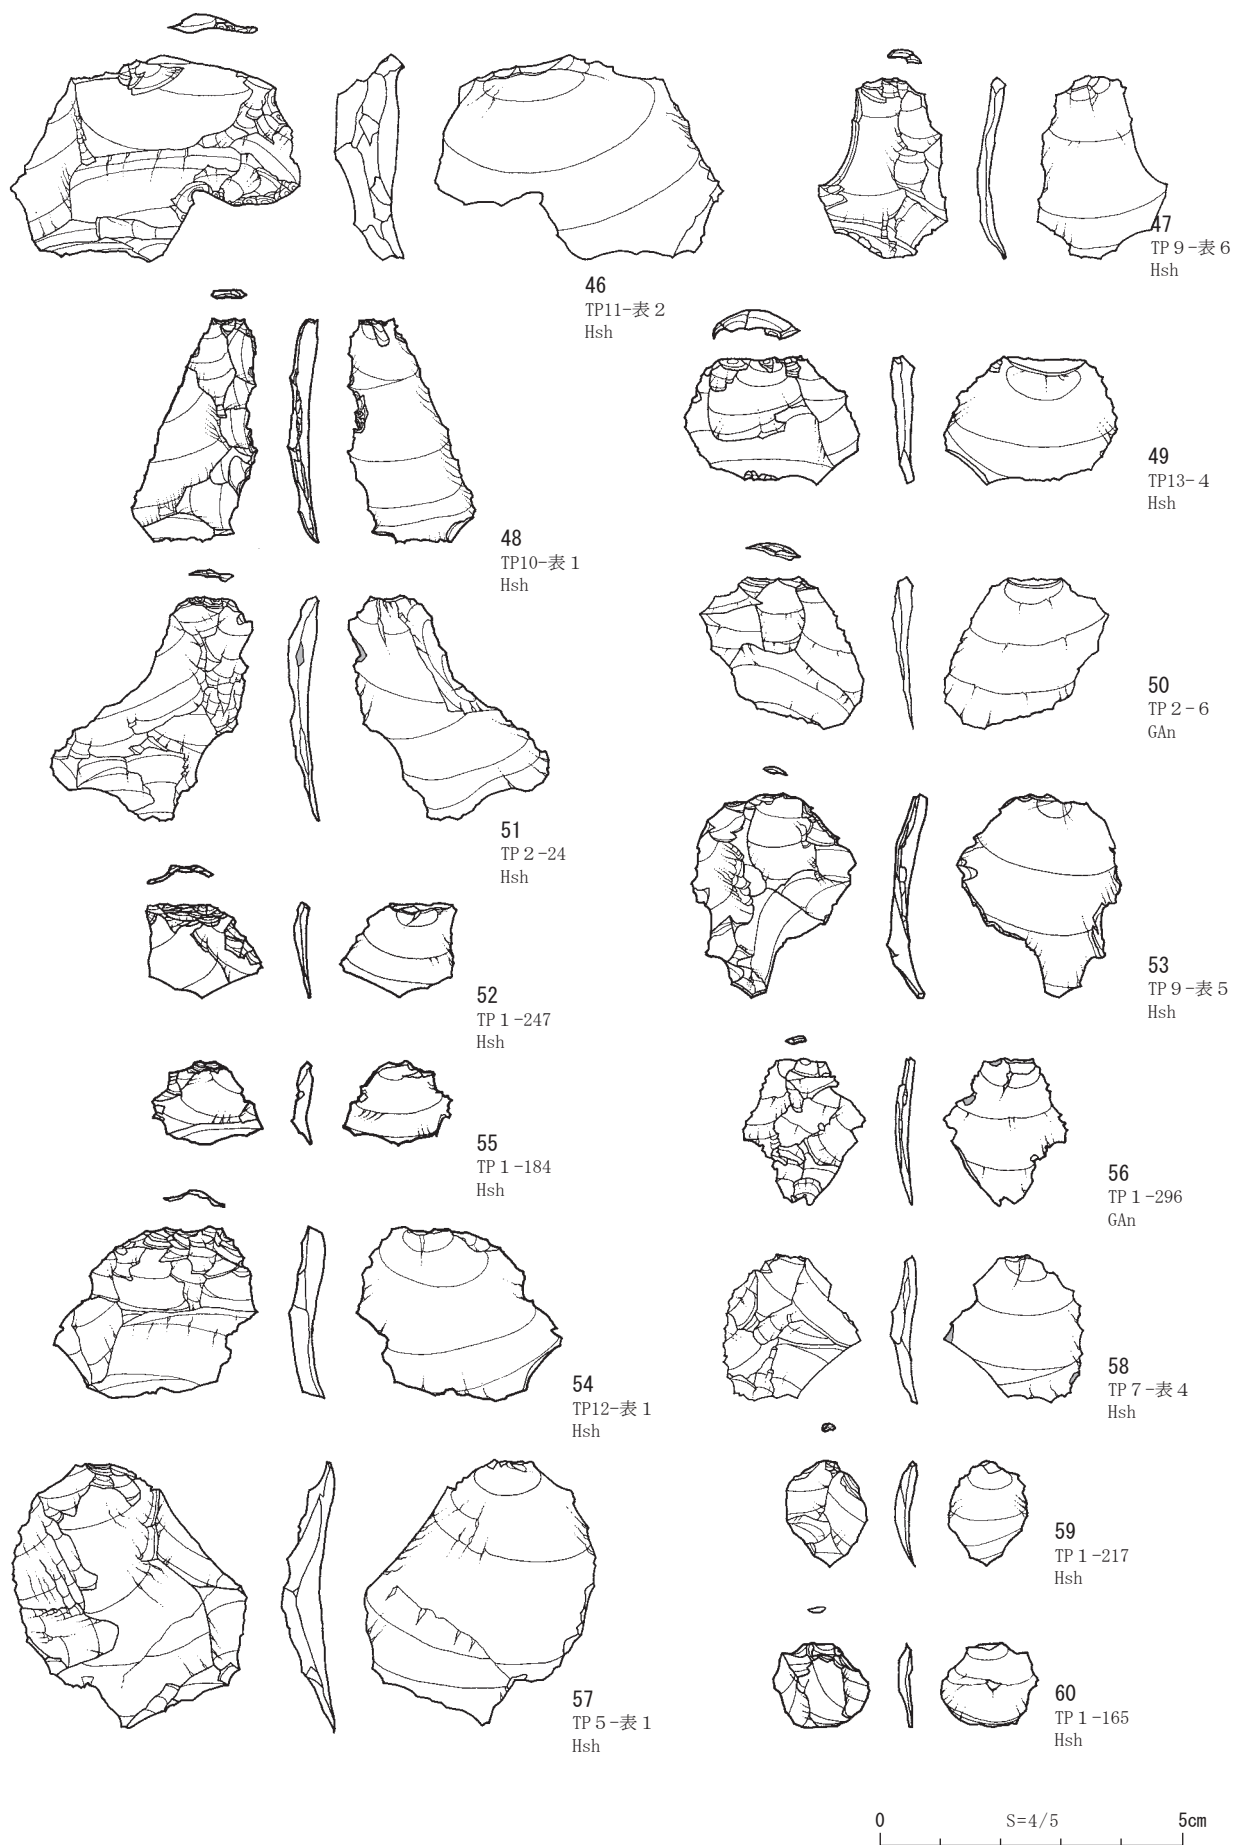 46
TP11-表２
Hsh
47
TP９-表６
Hsh
48
TP10-表１
Hsh
49
TP13-４
Hsh
50
TP２-６
GAn
51
TP２-24
Hsh
52
TP１-247
Hsh
53
TP９-表５
Hsh
55
TP１-184
Hsh
56
TP１-296
GAn
54
TP12-表１
Hsh
58
TP７-表４
Hsh
59
TP１-217
Hsh
57
TP５-表１
Hsh
60
TP１-165
Hsh
0 S=4/5 5cm